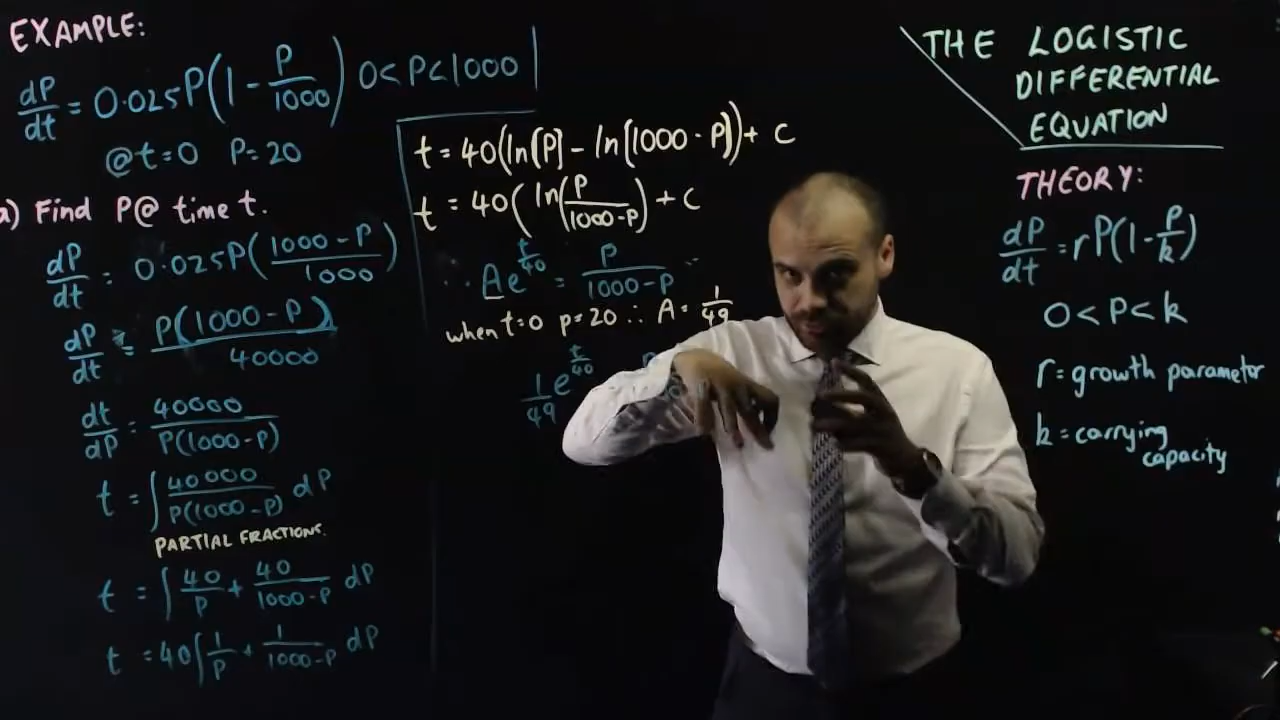 EXAMPLE:
dP/dt = 0.025P(1 - P/1000) 0<P<1000
@t=0 P=20
a) Find P@ time t.
dP/dt = 0.025P(1000-P/1000)
dP/dt = P(1000-P)/40000
dt/dP = 40000/P(1000-P)
t = ∫ 40000/P(1000-P) dP
PARTIAL FRACTIONS.
t = ∫ 40/P + 40/1000-P dP
t = 40 ∫ 1/P + 1/1000-P dP
t = 40(ln[P] - ln[1000-P]) + c
t = 40(ln(P/1000-P) + c
∴ Ae^t/40 = P/1000-P
when t=0 p=20 ∴ A = 1/49
1/49 e^t/40
THE LOGISTIC
DIFFERENTIAL
EQUATION
THEORY:
dP/dt = rP(1-P/k)
0<P<k
r=growth parameter
k=carrying
capacity